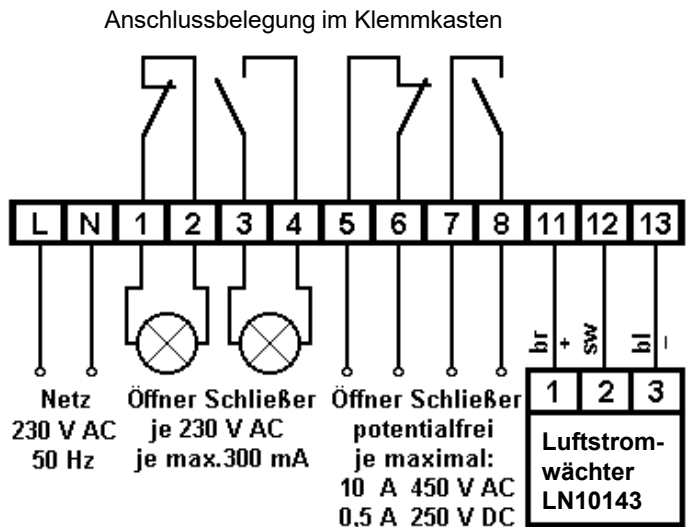 Anschlussbelegung im Klemmkasten
L N 1 2 3 4 5 6 7 8 11 12 13
br + sw bl –
Netz
230 V AC
50 Hz
Öffner Schließer
je 230 V AC
je max.300 mA
Öffner Schließer
potentialfrei
je maximal:
10 A 450 V AC
0,5 A 250 V DC
1 2 3
Luftstrom-
wächter
LN10143